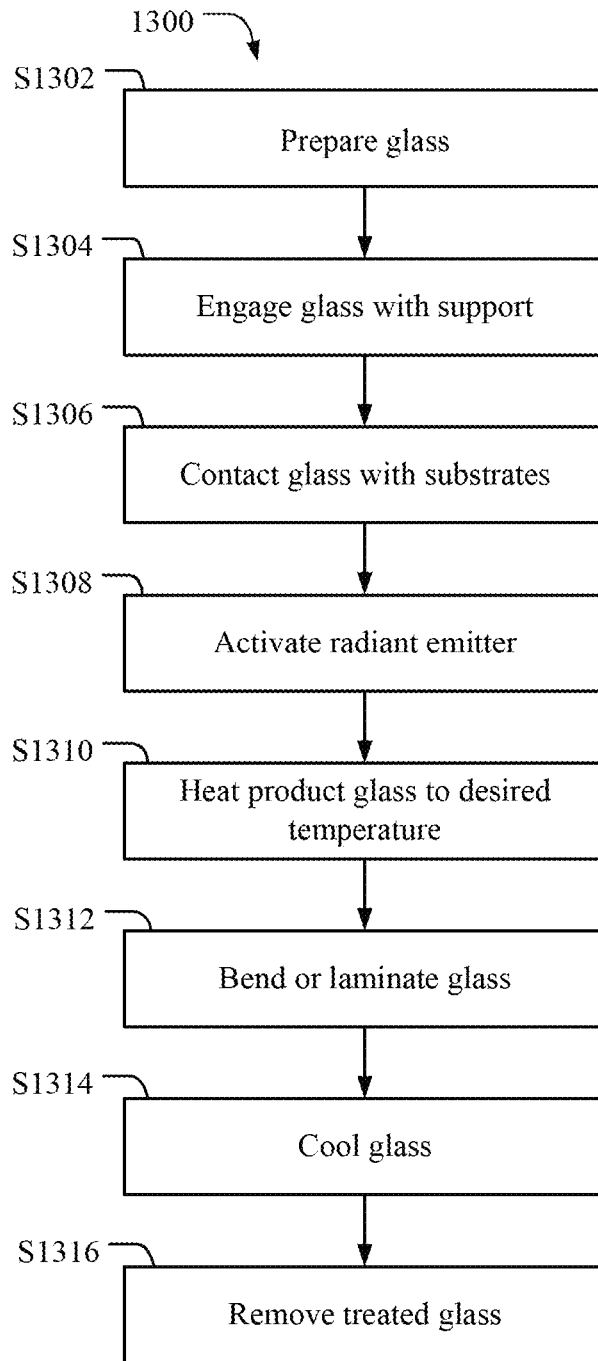 1300
S1302
Prepare glass
S1304
Engage glass with support
S1306
Contact glass with substrates
S1308
Activate radiant emitter
S1310
Heat product glass to desired
temperature
S1312
Bend or laminate glass
S1314
Cool glass
S1316
Remove treated glass